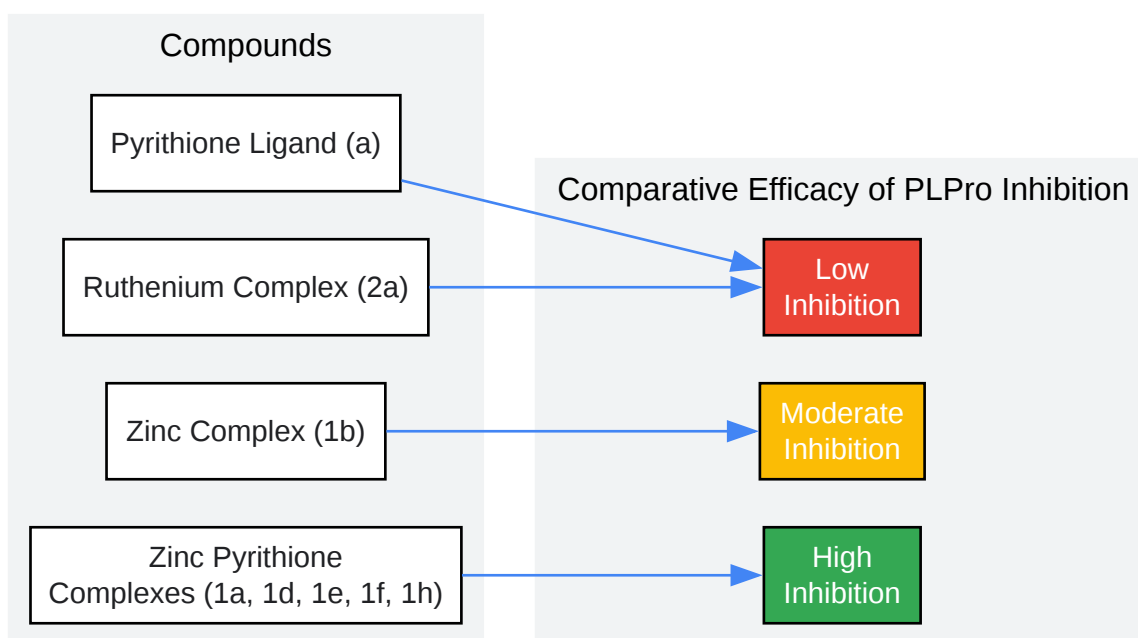 Compounds
Pyrithione Ligand (a)
Ruthenium Complex (2a)
Zinc Complex (1b)
Zinc Pyrithione
Complexes (1a, 1d, 1e, 1f, 1h)
Comparative Efficacy of PLPro Inhibition
Low
Inhibition
Moderate
Inhibition
High
Inhibition